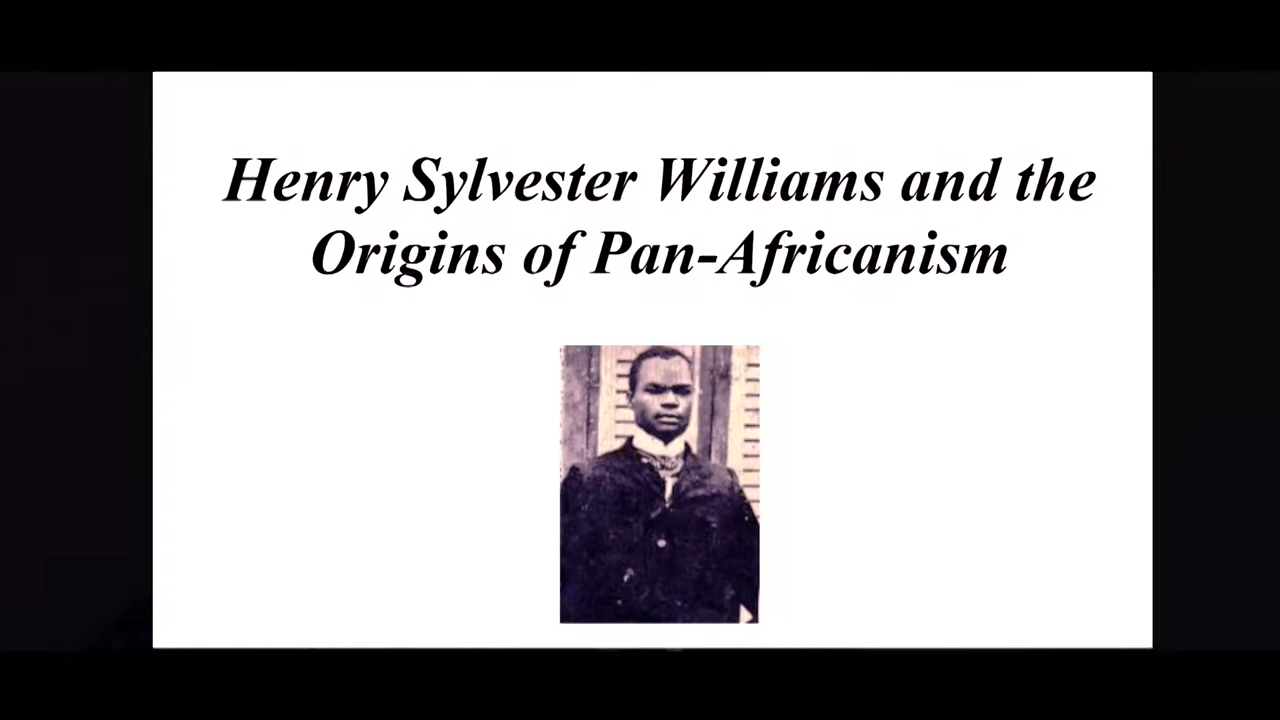 Henry Sylvester Williams and the
Origins of Pan-Africanism